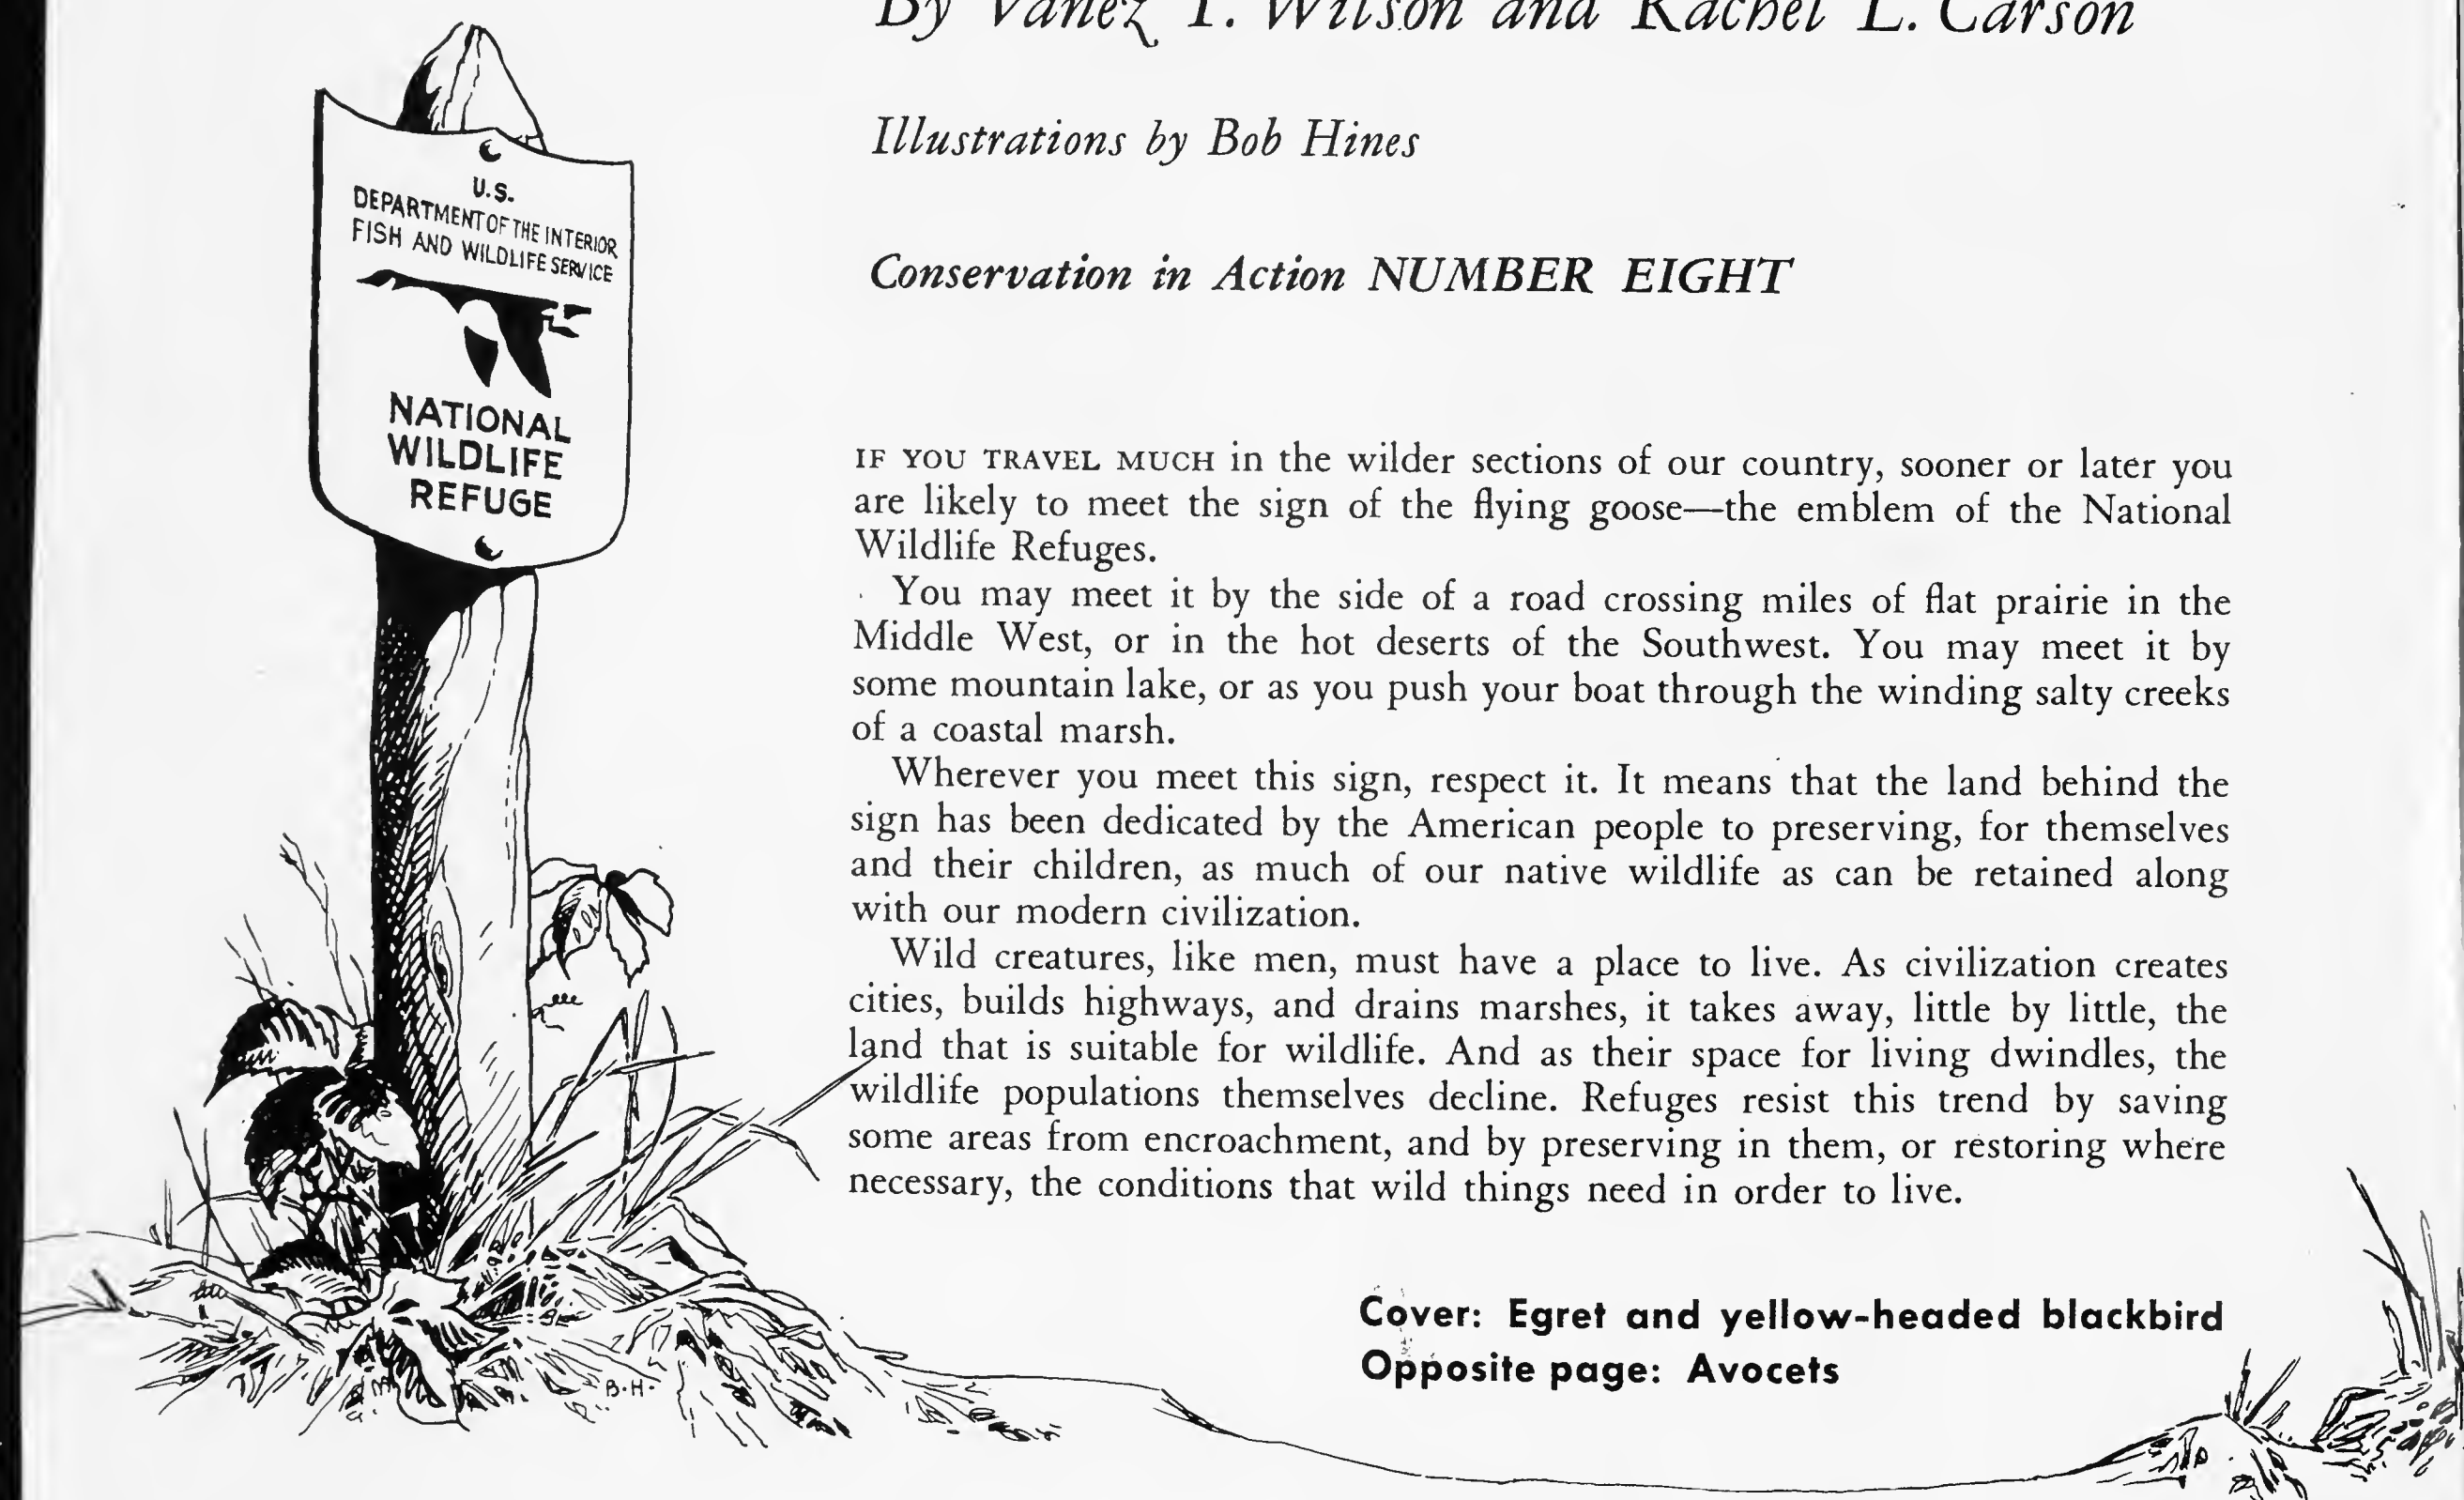 By Vanez T. Wilson and Rachel L. Carson
Illustrations by Bob Hines
Conservation in Action NUMBER EIGHT
U.S.
DEPARTMENT OF THE INTERIOR
FISH AND WILDLIFE SERVICE
NATIONAL
WILDLIFE
REFUGE
IF YOU TRAVEL MUCH in the wilder sections of our country, sooner or later you
are likely to meet the sign of the flying goose—the emblem of the National
Wildlife Refuges.
You may meet it by the side of a road crossing miles of flat prairie in the
Middle West, or in the hot deserts of the Southwest. You may meet it by
some mountain lake, or as you push your boat through the winding salty creeks
of a coastal marsh.
Wherever you meet this sign, respect it. It means that the land behind the
sign has been dedicated by the American people to preserving, for themselves
and their children, as much of our native wildlife as can be retained along
with our modern civilization.
Wild creatures, like men, must have a place to live. As civilization creates
cities, builds highways, and drains marshes, it takes away, little by little, the
land that is suitable for wildlife. And as their space for living dwindles, the
wildlife populations themselves decline. Refuges resist this trend by saving
some areas from encroachment, and by preserving in them, or restoring where
necessary, the conditions that wild things need in order to live.
Cover: Egret and yellow-headed blackbird
Opposite page: Avocets
B.H.